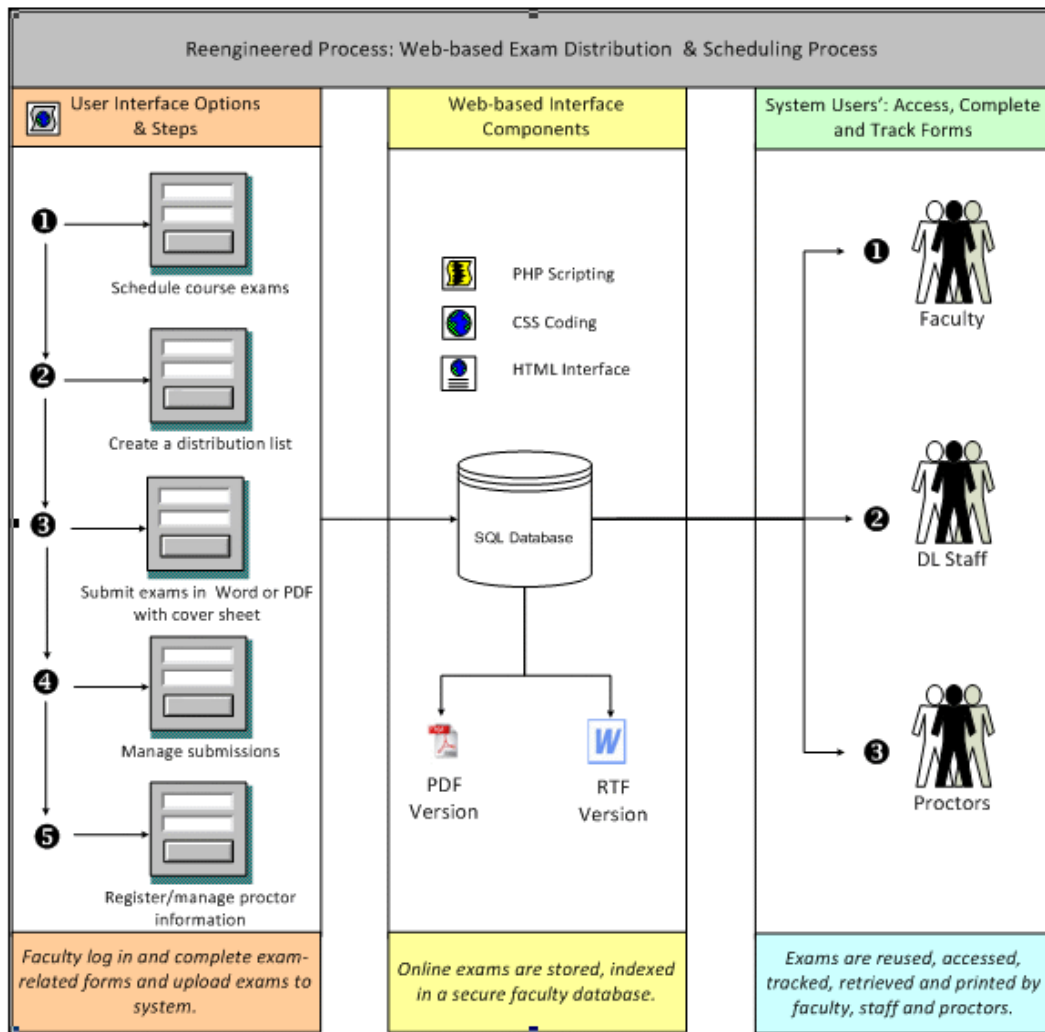 Reengineered Process: Web-based Exam Distribution & Scheduling Process
User Interface Options
& Steps
❶
Schedule course exams
❷
Create a distribution list
❸
Submit exams in Word or PDF
with cover sheet
❹
Manage submissions
❺
Register/manage proctor
information
Faculty log in and complete exam-
related forms and upload exams to
system.
Web-based Interface
Components
PHP Scripting
CSS Coding
HTML Interface
SQL Database
PDF
Version
W
RTF
Version
Online exams are stored, indexed
in a secure faculty database.
System Users': Access, Complete
and Track Forms
❶
Faculty
❷
DL Staff
❸
Proctors
Exams are reused, accessed,
tracked, retrieved and printed by
faculty, staff and proctors.